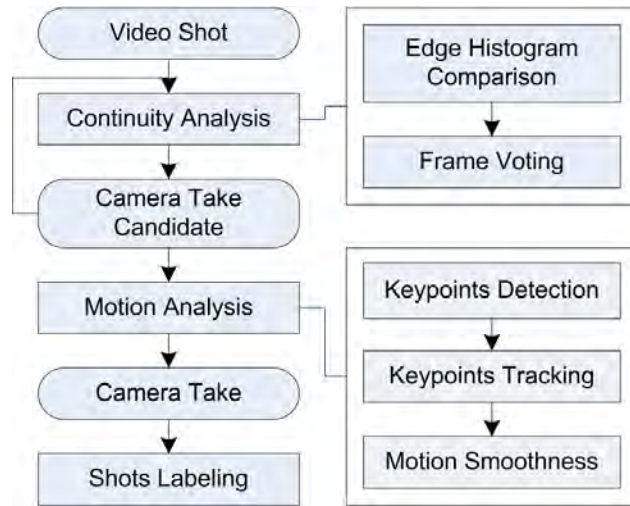 Video Shot
Continuity Analysis
Camera Take
Candidate
Motion Analysis
Camera Take
Shots Labeling
Edge Histogram
Comparison
Frame Voting
Keypoints Detection
Keypoints Tracking
Motion Smoothness